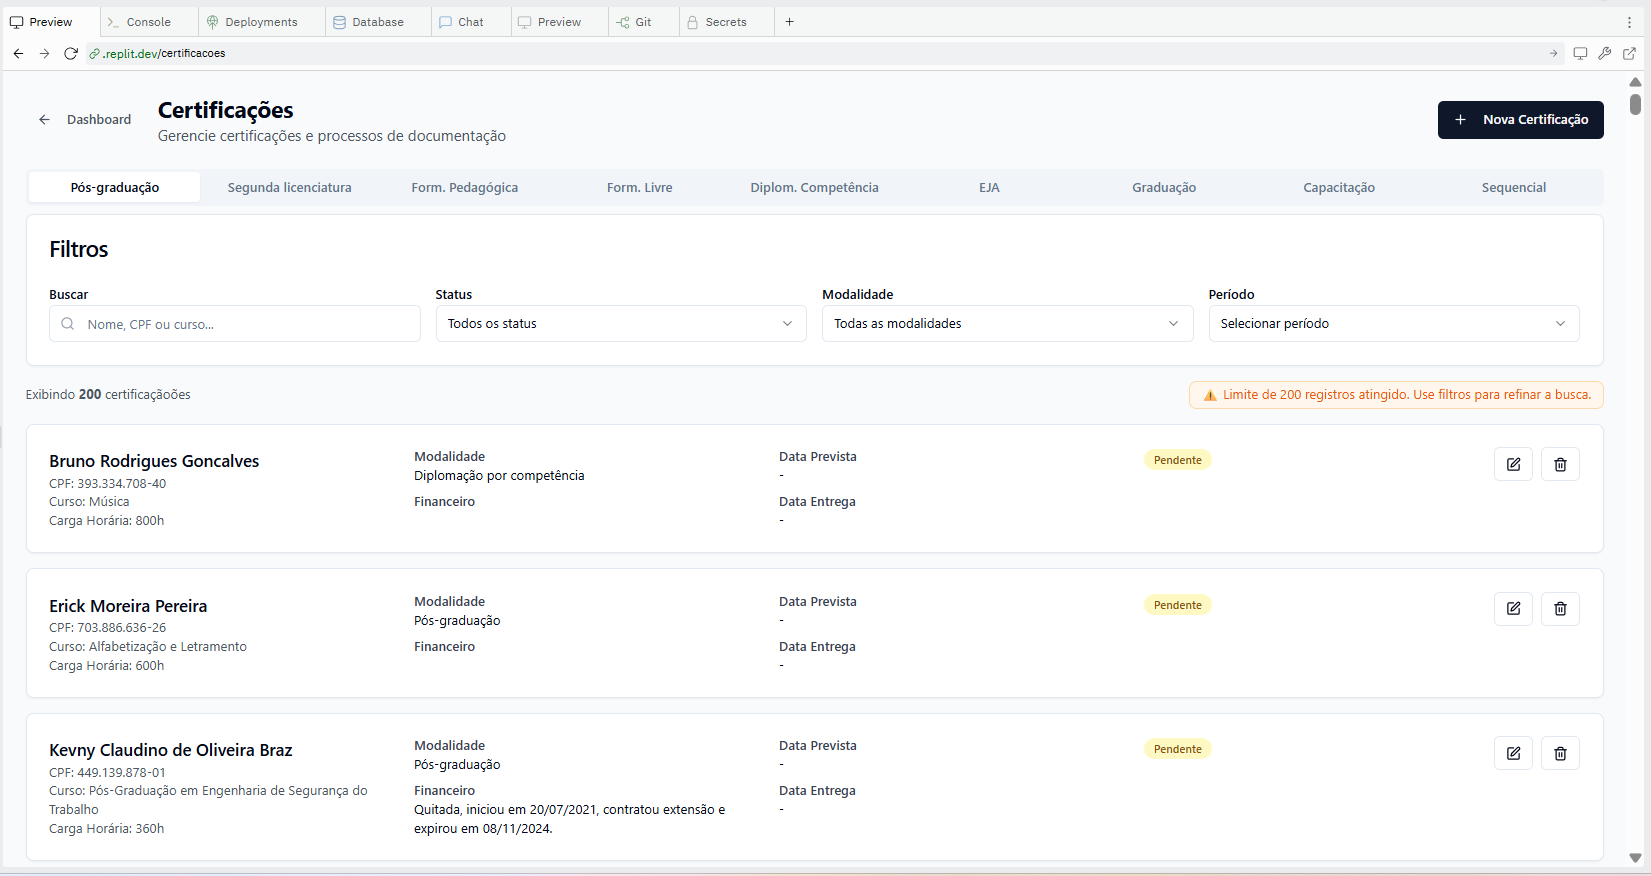 Preview
Console
Deployments
Database
Chat
Preview
Git
Secrets
.replit.dev/certificacoes
Dashboard
Certificações
Gerencie certificações e processos de documentação
Nova Certificação
Pós-graduação
Segunda licenciatura
Form. Pedagógica
Form. Livre
Diplom. Competência
EJA
Graduação
Capacitação
Sequencial
Filtros
Buscar
Nome, CPF ou curso...
Status
Todos os status
Modalidade
Todas as modalidades
Período
Selecionar período
Exibindo 200 certificaçãoões
Limite de 200 registros atingido. Use filtros para refinar a busca.
Bruno Rodrigues Goncalves
CPF: 393.334.708-40
Curso: Música
Carga Horária: 800h
Modalidade
Diplomação por competência
Financeiro
Data Prevista
-
Data Entrega
-
Pendente
Erick Moreira Pereira
CPF: 703.886.636-26
Curso: Alfabetização e Letramento
Carga Horária: 600h
Modalidade
Pós-graduação
Financeiro
Data Prevista
-
Data Entrega
-
Pendente
Kevny Claudino de Oliveira Braz
CPF: 449.139.878-01
Curso: Pós-Graduação em Engenharia de Segurança do
Trabalho
Carga Horária: 360h
Modalidade
Pós-graduação
Financeiro
Quitada, iniciou em 20/07/2021, contratou extensão e
expirou em 08/11/2024.
Data Prevista
-
Data Entrega
-
Pendente